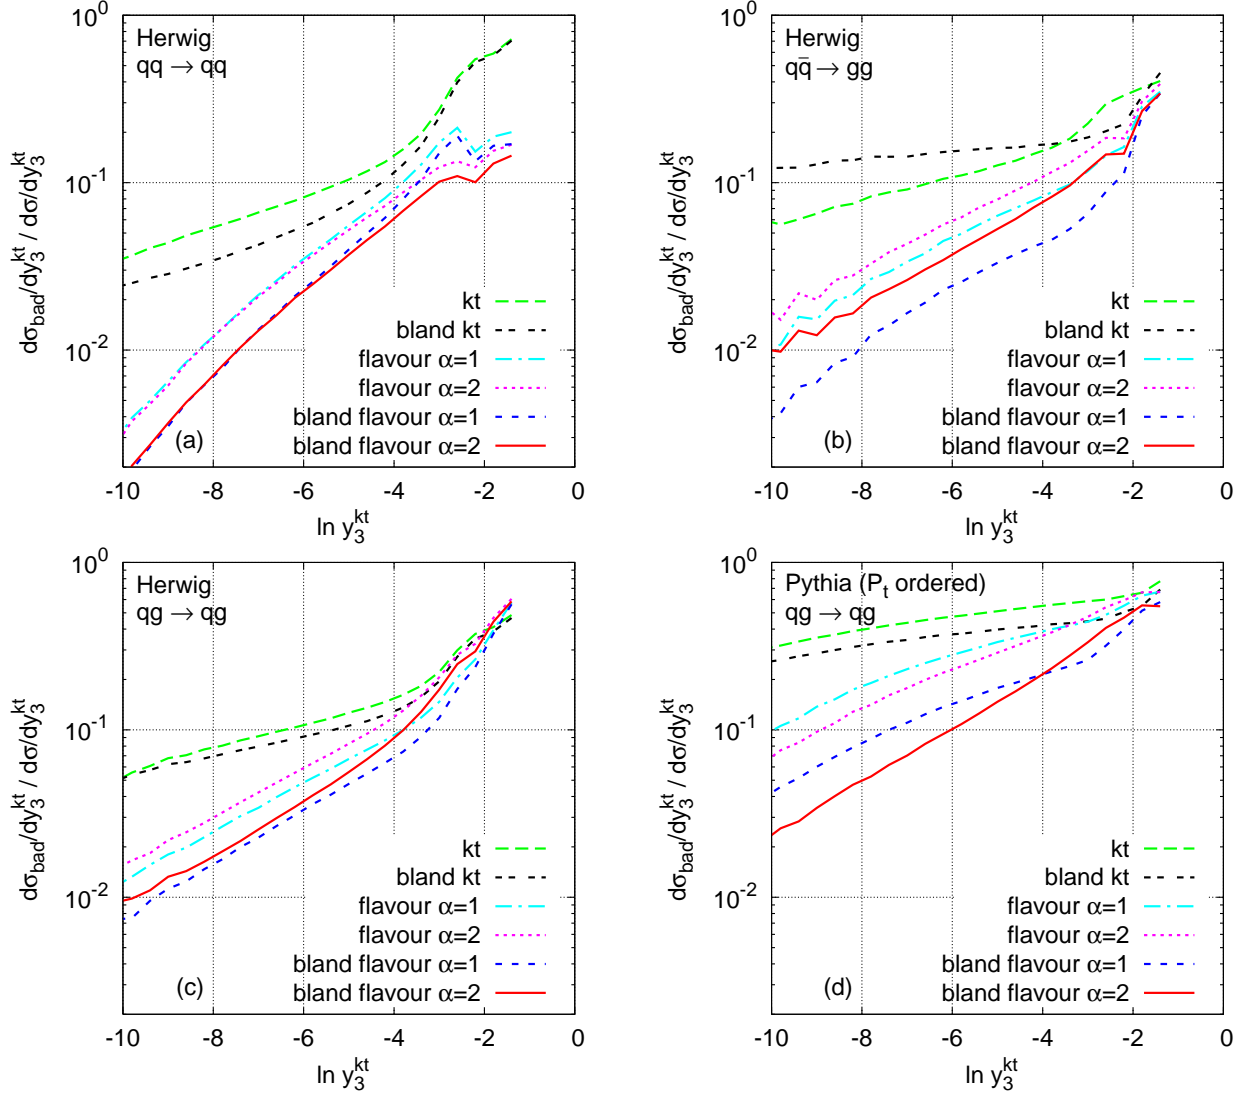 10^0
Herwig
qq → qq
10^-1
dσ_bad/dy_3^kt / dσ/dy_3^kt
10^-2
kt
bland kt
flavour α=1
flavour α=2
bland flavour α=1
bland flavour α=2
(a)
-10 -8 -6 -4 -2 0
ln y_3^kt
10^0
Herwig
qq̄ → gg
10^-1
dσ_bad/dy_3^kt / dσ/dy_3^kt
10^-2
kt
bland kt
flavour α=1
flavour α=2
bland flavour α=1
bland flavour α=2
(b)
-10 -8 -6 -4 -2 0
ln y_3^kt
10^0
Herwig
qg → qg
10^-1
dσ_bad/dy_3^kt / dσ/dy_3^kt
10^-2
kt
bland kt
flavour α=1
flavour α=2
bland flavour α=1
bland flavour α=2
(c)
-10 -8 -6 -4 -2 0
ln y_3^kt
10^0
Pythia (P_t ordered)
qg → qg
10^-1
dσ_bad/dy_3^kt / dσ/dy_3^kt
10^-2
kt
bland kt
flavour α=1
flavour α=2
bland flavour α=1
bland flavour α=2
(d)
-10 -8 -6 -4 -2 0
ln y_3^kt